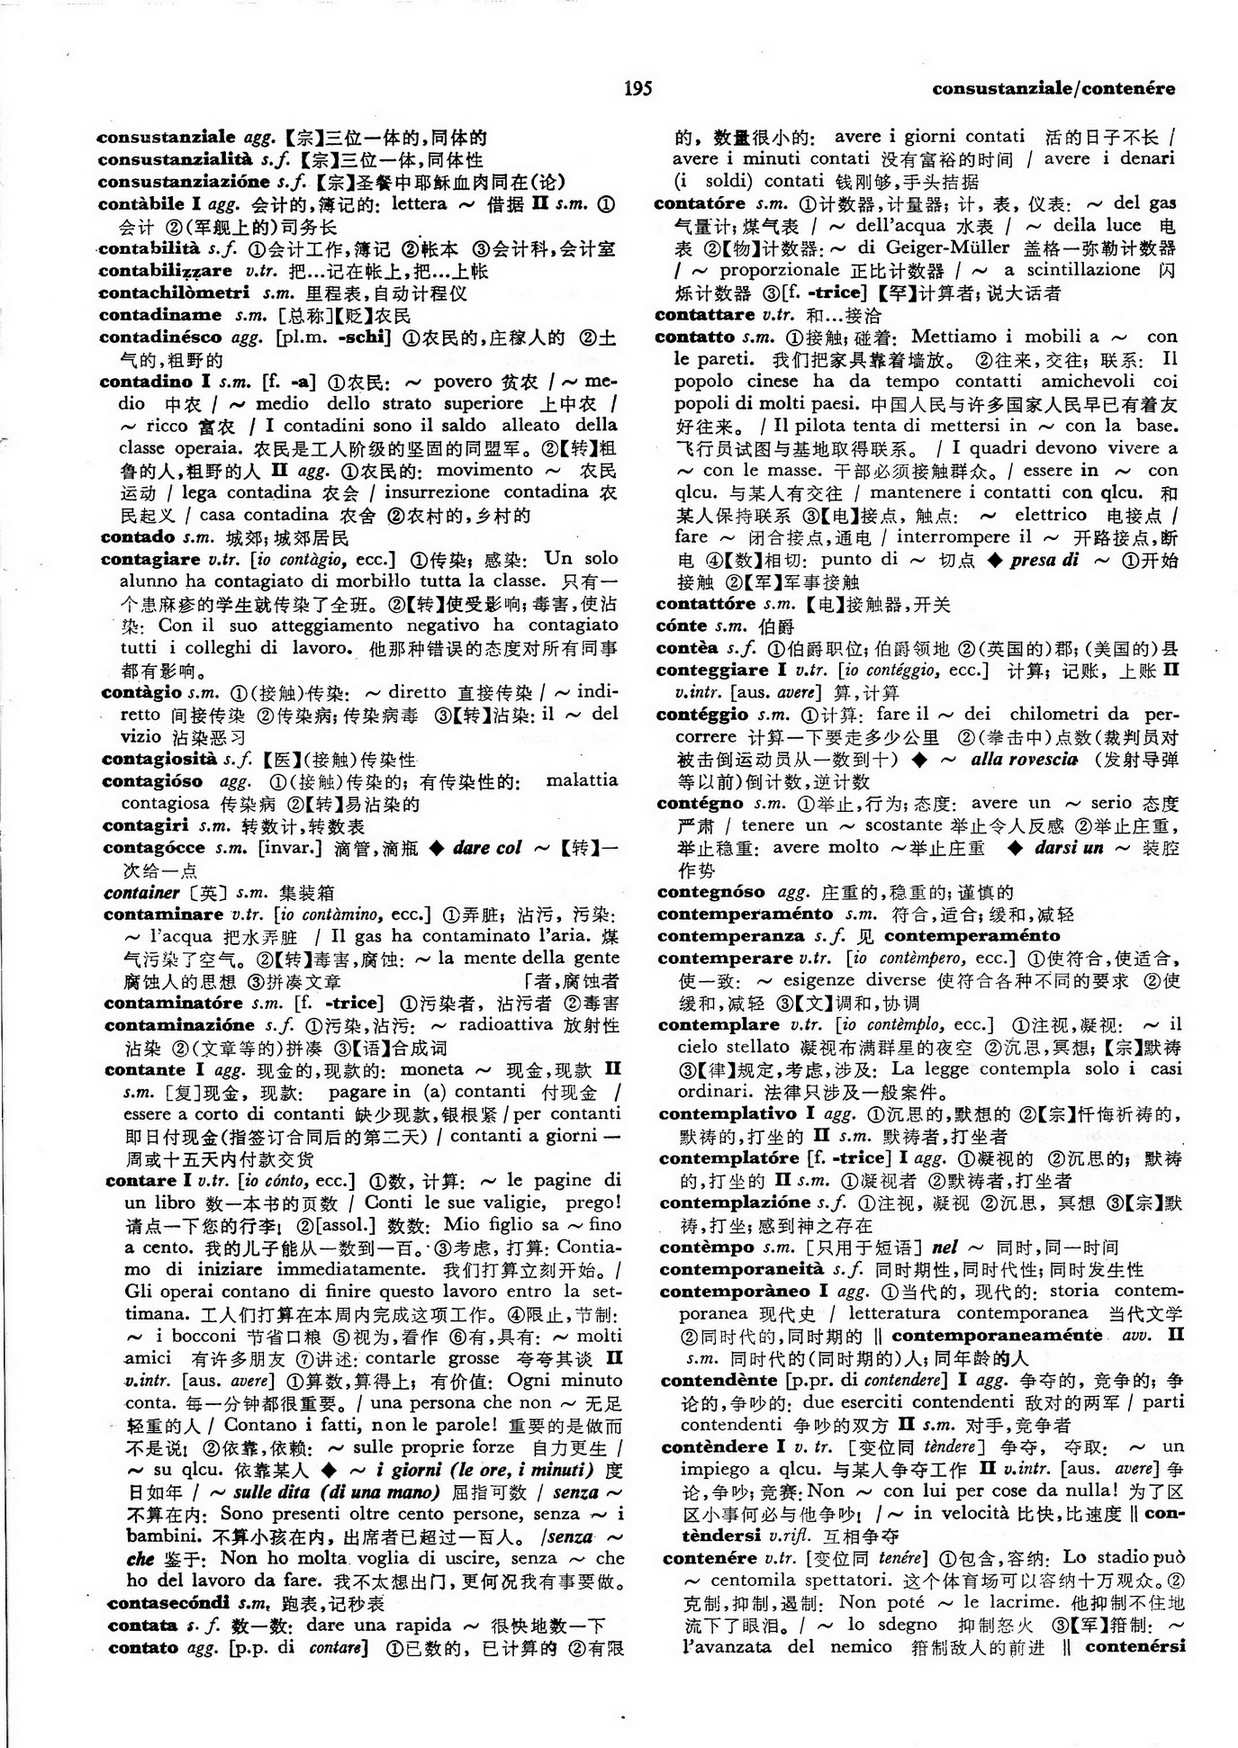 195
consustanziale/contenére
consustanziale agg.【宗】三位一体的,同体的
consustanzialità s.f.【宗】三位一体,同体性
consustanziazióne s.f.【宗】圣餐中耶稣血肉同在(论)
contàbile I agg. 会计的,簿记的: lettera ～ 借据 II s.m. ①
会计 ②(军舰上的)司务长
contabilità s.f. ①会计工作,簿记 ②帐本 ③会计科,会计室
contabilizzare v.tr. 把…记在帐上,把…上帐
contachilòmetri s.m. 里程表,自动计程仪
contadiname s.m. [总称]【贬】农民
contadinésco agg. [pl.m. -schi] ①农民的,庄稼人的 ②土
气的,粗野的
contadino I s.m. [f. -a] ①农民: ～ povero 贫农 / ～ me-
dio 中农 / ～ medio dello strato superiore 上中农 /
～ ricco 富农 / I contadini sono il saldo alleato della
classe operaia. 农民是工人阶级的坚固的同盟军。②【转】粗
鲁的人,粗野的人 II agg. ①农民的: movimento ～ 农民
运动 / lega contadina 农会 / insurrezione contadina 农
民起义 / casa contadina 农舍 ②农村的,乡村的
contado s.m. 城郊; 城郊居民
contagiare v.tr. [io contàgio, ecc.] ①传染; 感染: Un solo
alunno ha contagiato di morbillo tutta la classe. 只有一
个患麻疹的学生就传染了全班。②【转】使受影响; 毒害,使沾
染: Con il suo atteggiamento negativo ha contagiato
tutti i colleghi di lavoro. 他那种错误的态度对所有同事
都有影响。
contàgio s.m. ①(接触)传染: ～ diretto 直接传染 / ～ indi-
retto 间接传染 ②传染病; 传染病毒 ③【转】沾染: il ～ del
vizio 沾染恶习
contagiosità s.f.【医】(接触)传染性
contagióso agg. ①(接触)传染的; 有传染性的: malattia
contagiosa 传染病 ②【转】易沾染的
contagiri s.m. 转数计,转数表
contagócce s.m. [invar.] 滴管,滴瓶 ◆ dare col ～【转】一
次给一点
container [英] s.m. 集装箱
contaminare v.tr. [io contàmino, ecc.] ①弄脏; 沾污, 污染:
～ l'acqua 把水弄脏 / Il gas ha contaminato l'aria. 煤
气污染了空气。②【转】毒害,腐蚀: ～ la mente della gente
腐蚀人的思想 ③拼凑文章 「者,腐蚀者
contaminatóre s.m. [f. -trice] ①污染者, 沾污者 ②毒害
contaminazióne s.f. ①污染,沾污: ～ radioattiva 放射性
沾染 ②(文章等的)拼凑 ③【语】合成词
contante I agg. 现金的,现款的: moneta ～ 现金,现款 II
s.m. [复]现金, 现款: pagare in (a) contanti 付现金 /
essere a corto di contanti 缺少现款,银根紧 / per contanti
即日付现金(指签订合同后的第二天) / contanti a giorni 一
周或十五天内付款交货
contare I v.tr. [io cónto, ecc.] ①数, 计算: ～ le pagine di
un libro 数一本书的页数 / Conti le sue valigie, prego!
请点一下您的行李! ②[assol.] 数数: Mio figlio sa ～ fino
a cento. 我的儿子能从一数到一百。③考虑, 打算: Contia-
mo di iniziare immediatamente. 我们打算立刻开始。/
Gli operai contano di finire questo lavoro entro la set-
timana. 工人们打算在本周内完成这项工作。④限止,节制:
～ i bocconi 节省口粮 ⑤视为,看作 ⑥有,具有: ～ molti
amici 有许多朋友 ⑦讲述: contarle grosse 夸夸其谈 II
v.intr. [aus. avere] ①算数,算得上; 有价值: Ogni minuto
conta. 每一分钟都很重要。/ una persona che non ～ 无足
轻重的人 / Contano i fatti, non le parole! 重要的是做而
不是说! ②依靠,依赖: ～ sulle proprie forze 自力更生 /
～ su qlcu. 依靠某人 ◆ ～ i giorni (le ore, i minuti) 度
日如年 / ～ sulle dita (di una mano) 屈指可数 / senza ～
不算在内: Sono presenti oltre cento persone, senza ～ i
bambini. 不算小孩在内, 出席者已超过一百人。 /senza ～
che 鉴于: Non ho molta voglia di uscire, senza ～ che
ho del lavoro da fare. 我不太想出门,更何况我有事要做。
contasecóndi s.m. 跑表,记秒表
contata s. f. 数一数: dare una rapida ～ 很快地数一下
contato agg. [p.p. di contare] ①已数的, 已计算的 ②有限
的, 数量很小的: avere i giorni contati 活的日子不长 /
avere i minuti contati 没有富裕的时间 / avere i denari
(i soldi) contati 钱刚够,手头拮据
contatóre s.m. ①计数器,计量器; 计, 表, 仪表: ～ del gas
气量计; 煤气表 / ～ dell'acqua 水表 / ～ della luce 电
表 ②【物】计数器: ～ di Geiger-Müller 盖格一弥勒计数器
/ ～ proporzionale 正比计数器 / ～ a scintillazione 闪
烁计数器 ③[f. -trice]【罕】计算者; 说大话者
contattare v.tr. 和…接洽
contatto s.m. ①接触; 碰着: Mettiamo i mobili a ～ con
le pareti. 我们把家具靠着墙放。 ②往来, 交往; 联系: Il
popolo cinese ha da tempo contatti amichevoli coi
popoli di molti paesi. 中国人民与许多国家人民早已有着友
好往来。 / Il pilota tenta di mettersi in ～ con la base.
飞行员试图与基地取得联系。 / I quadri devono vivere a
～ con le masse. 干部必须接触群众。/ essere in ～ con
qlcu. 与某人有交往 / mantenere i contatti con qlcu. 和
某人保持联系 ③【电】接点, 触点: ～ elettrico 电接点 /
fare ～ 闭合接点,通电 / interrompere il ～ 开路接点,断
电 ④【数】相切: punto di ～ 切点 ◆ presa di ～ ①开始
接触 ②【军】军事接触
contattóre s.m.【电】接触器,开关
cónte s.m. 伯爵
contèa s.f. ①伯爵职位; 伯爵领地 ②(英国的)郡; (美国的)县
conteggiare I v.tr. [io contéggio, ecc.] 计算; 记账, 上账 II
v.intr. [aus. avere] 算,计算
contéggio s.m. ①计算: fare il ～ dei chilometri da per-
correre 计算一下要走多少公里 ②(拳击中)点数(裁判员对
被击倒运动员从一数到十) ◆ ～ alla rovescia (发射导弹
等以前)倒计数,逆计数
contégno s.m. ①举止,行为; 态度: avere un ～ serio 态度
严肃 / tenere un ～ scostante 举止令人反感 ②举止庄重,
举止稳重: avere molto ～举止庄重 ◆ darsi un ～ 装腔
作势
contegnóso agg. 庄重的,稳重的; 谨慎的
contemperaménto s.m. 符合,适合; 缓和,减轻
contemperanza s.f. 见 contemperaménto
contemperare v.tr. [io contèmpero, ecc.] ①使符合,使适合,
使一致: ～ esigenze diverse 使符合各种不同的要求 ②使
缓和,减轻 ③【文】调和,协调
contemplare v.tr. [io contèmplo, ecc.] ①注视,凝视: ～ il
cielo stellato 凝视布满群星的夜空 ②沉思,冥想;【宗】默祷
③【律】规定,考虑,涉及: La legge contempla solo i casi
ordinari. 法律只涉及一般案件。
contemplativo I agg. ①沉思的,默想的 ②【宗】忏悔祈祷的,
默祷的,打坐的 II s.m. 默祷者,打坐者
contemplatóre [f. -trice] I agg. ①凝视的 ②沉思的; 默祷
的,打坐的 II s.m. ①凝视者 ②默祷者,打坐者
contemplazióne s.f. ①注视, 凝视 ②沉思, 冥想 ③【宗】默
祷,打坐; 感到神之存在
contèmpo s.m. [只用于短语] nel ～ 同时,同一时间
contemporaneità s.f. 同时期性,同时代性; 同时发生性
contemporàneo I agg. ①当代的, 现代的: storia contem-
poranea 现代史 / letteratura contemporanea 当代文学
②同时代的,同时期的 ‖ contemporaneaménte avv. II
s.m. 同时代的(同时期的)人; 同年龄的人
contendènte [p.pr. di contendere] I agg. 争夺的, 竞争的; 争
论的,争吵的: due eserciti contendenti 敌对的两军 / parti
contendenti 争吵的双方 II s.m. 对手,竞争者
contèndere I v. tr. [变位同 tèndere] 争夺, 夺取: ～ un
impiego a qlcu. 与某人争夺工作 II v.intr. [aus. avere] 争
论,争吵; 竞赛: Non ～ con lui per cose da nulla! 为了区
区小事何必与他争吵! / ～ in velocità 比快,比速度 ‖ con-
tèndersi v.rifl. 互相争夺
contenére v.tr. [变位同 tenére] ①包含,容纳: Lo stadio può
～ centomila spettatori. 这个体育场可以容纳十万观众。②
克制,抑制,遏制: Non poté ～ le lacrime. 他抑制不住地
流下了眼泪。/ ～ lo sdegno 抑制怒火 ③【军】箝制: ～
l'avanzata del nemico 箝制敌人的前进 ‖ contenérsi